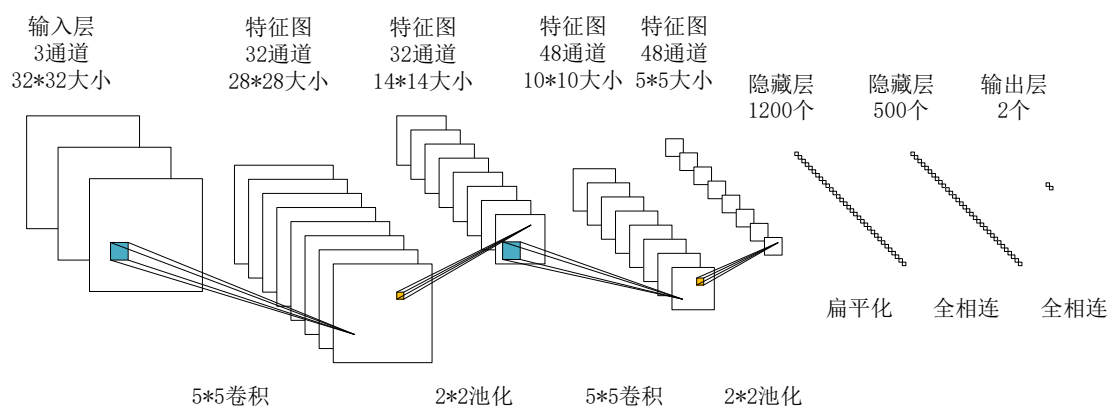 输入层
3通道
32*32大小
特征图
32通道
28*28大小
特征图
32通道
14*14大小
特征图
48通道
10*10大小
特征图
48通道
5*5大小
隐藏层
1200个
隐藏层
500个
输出层
2个
扁平化
全相连
全相连
5*5卷积
2*2池化
5*5卷积
2*2池化